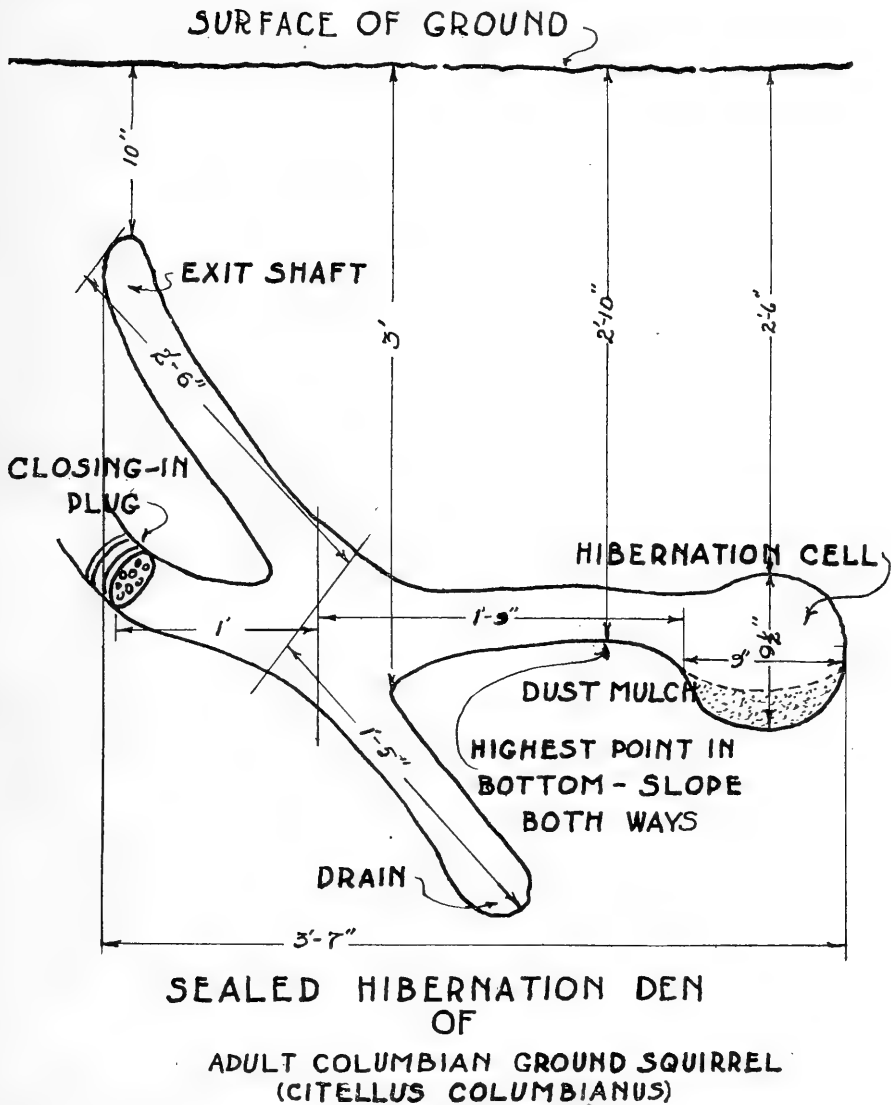 SURFACE OF GROUND
10"
EXIT SHAFT
3'
2'-10"
2'-6"
2'-6"
CLOSING-IN
PLUG
HIBERNATION CELL
1'
1'-9"
9"
9½"
DUST MULCH
1'-5"
HIGHEST POINT IN
BOTTOM - SLOPE
BOTH WAYS
DRAIN
3'-7"
SEALED HIBERNATION DEN
OF
ADULT COLUMBIAN GROUND SQUIRREL
(CITELLUS COLUMBIANUS)